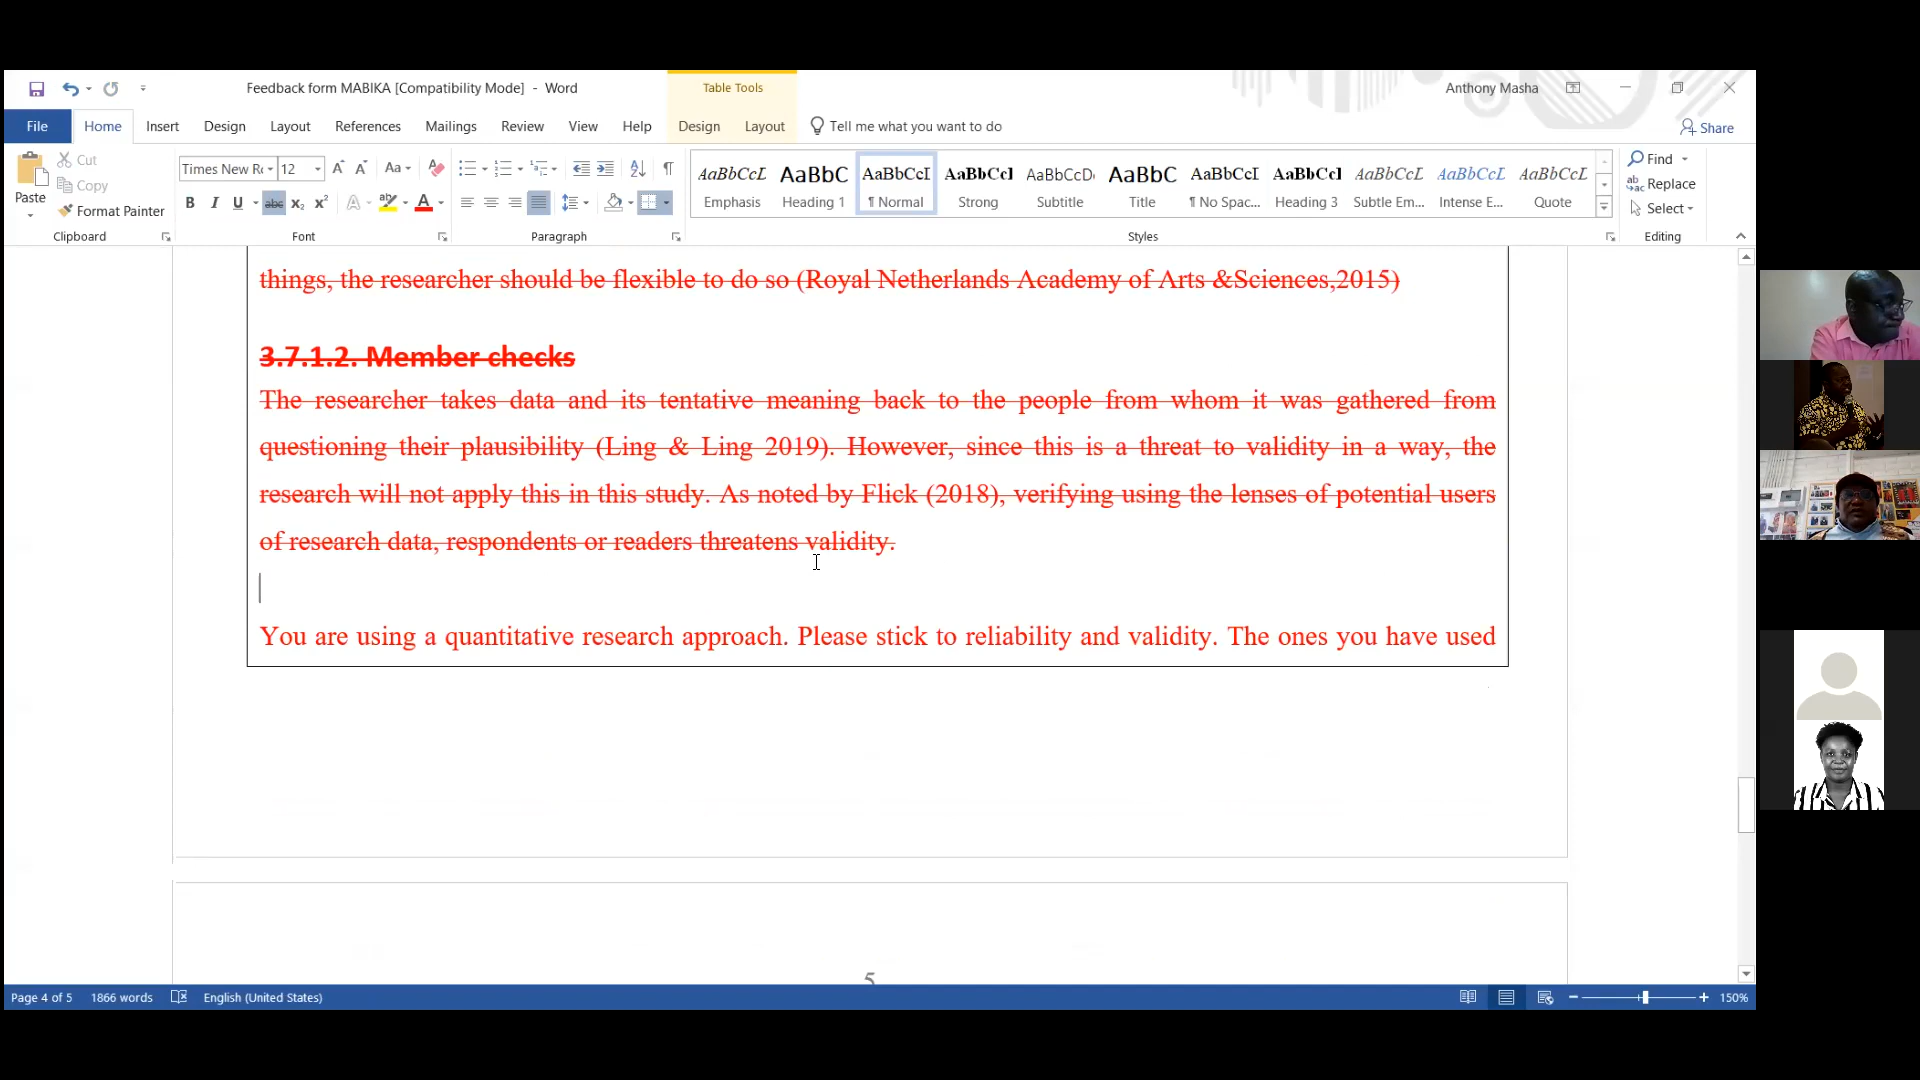 Feedback form MABIKA [Compatibility Mode] - Word
Table Tools
Anthony Masha
File Home Insert Design Layout References Mailings Review View Help Design Layout Tell me what you want to do
Share
Paste
Cut
Copy
Format Painter
Clipboard
Times New Rc 12
Aa
B I U abc X₂ X²
A
Font
Paragraph
AaBbCcL AaBbC AaBbCcI AaBbCcI AaBbCcDc AaBbC AaBbCcI AaBbCcI AaBbCcL AaBbCcL AaBbCcL
Emphasis Heading 1 ¶ Normal Strong Subtitle Title ¶ No Spac... Heading 3 Subtle Em... Intense E... Quote
Styles
Find
Replace
Select
Editing
things, the researcher should be flexible to do so (Royal Netherlands Academy of Arts &Sciences,2015)
3.7.1.2. Member checks
The researcher takes data and its tentative meaning back to the people from whom it was gathered from
questioning their plausibility (Ling & Ling 2019). However, since this is a threat to validity in a way, the
research will not apply this in this study. As noted by Flick (2018), verifying using the lenses of potential users
of research data, respondents or readers threatens validity.
You are using a quantitative research approach. Please stick to reliability and validity. The ones you have used
5
Page 4 of 5 1866 words English (United States)
150%